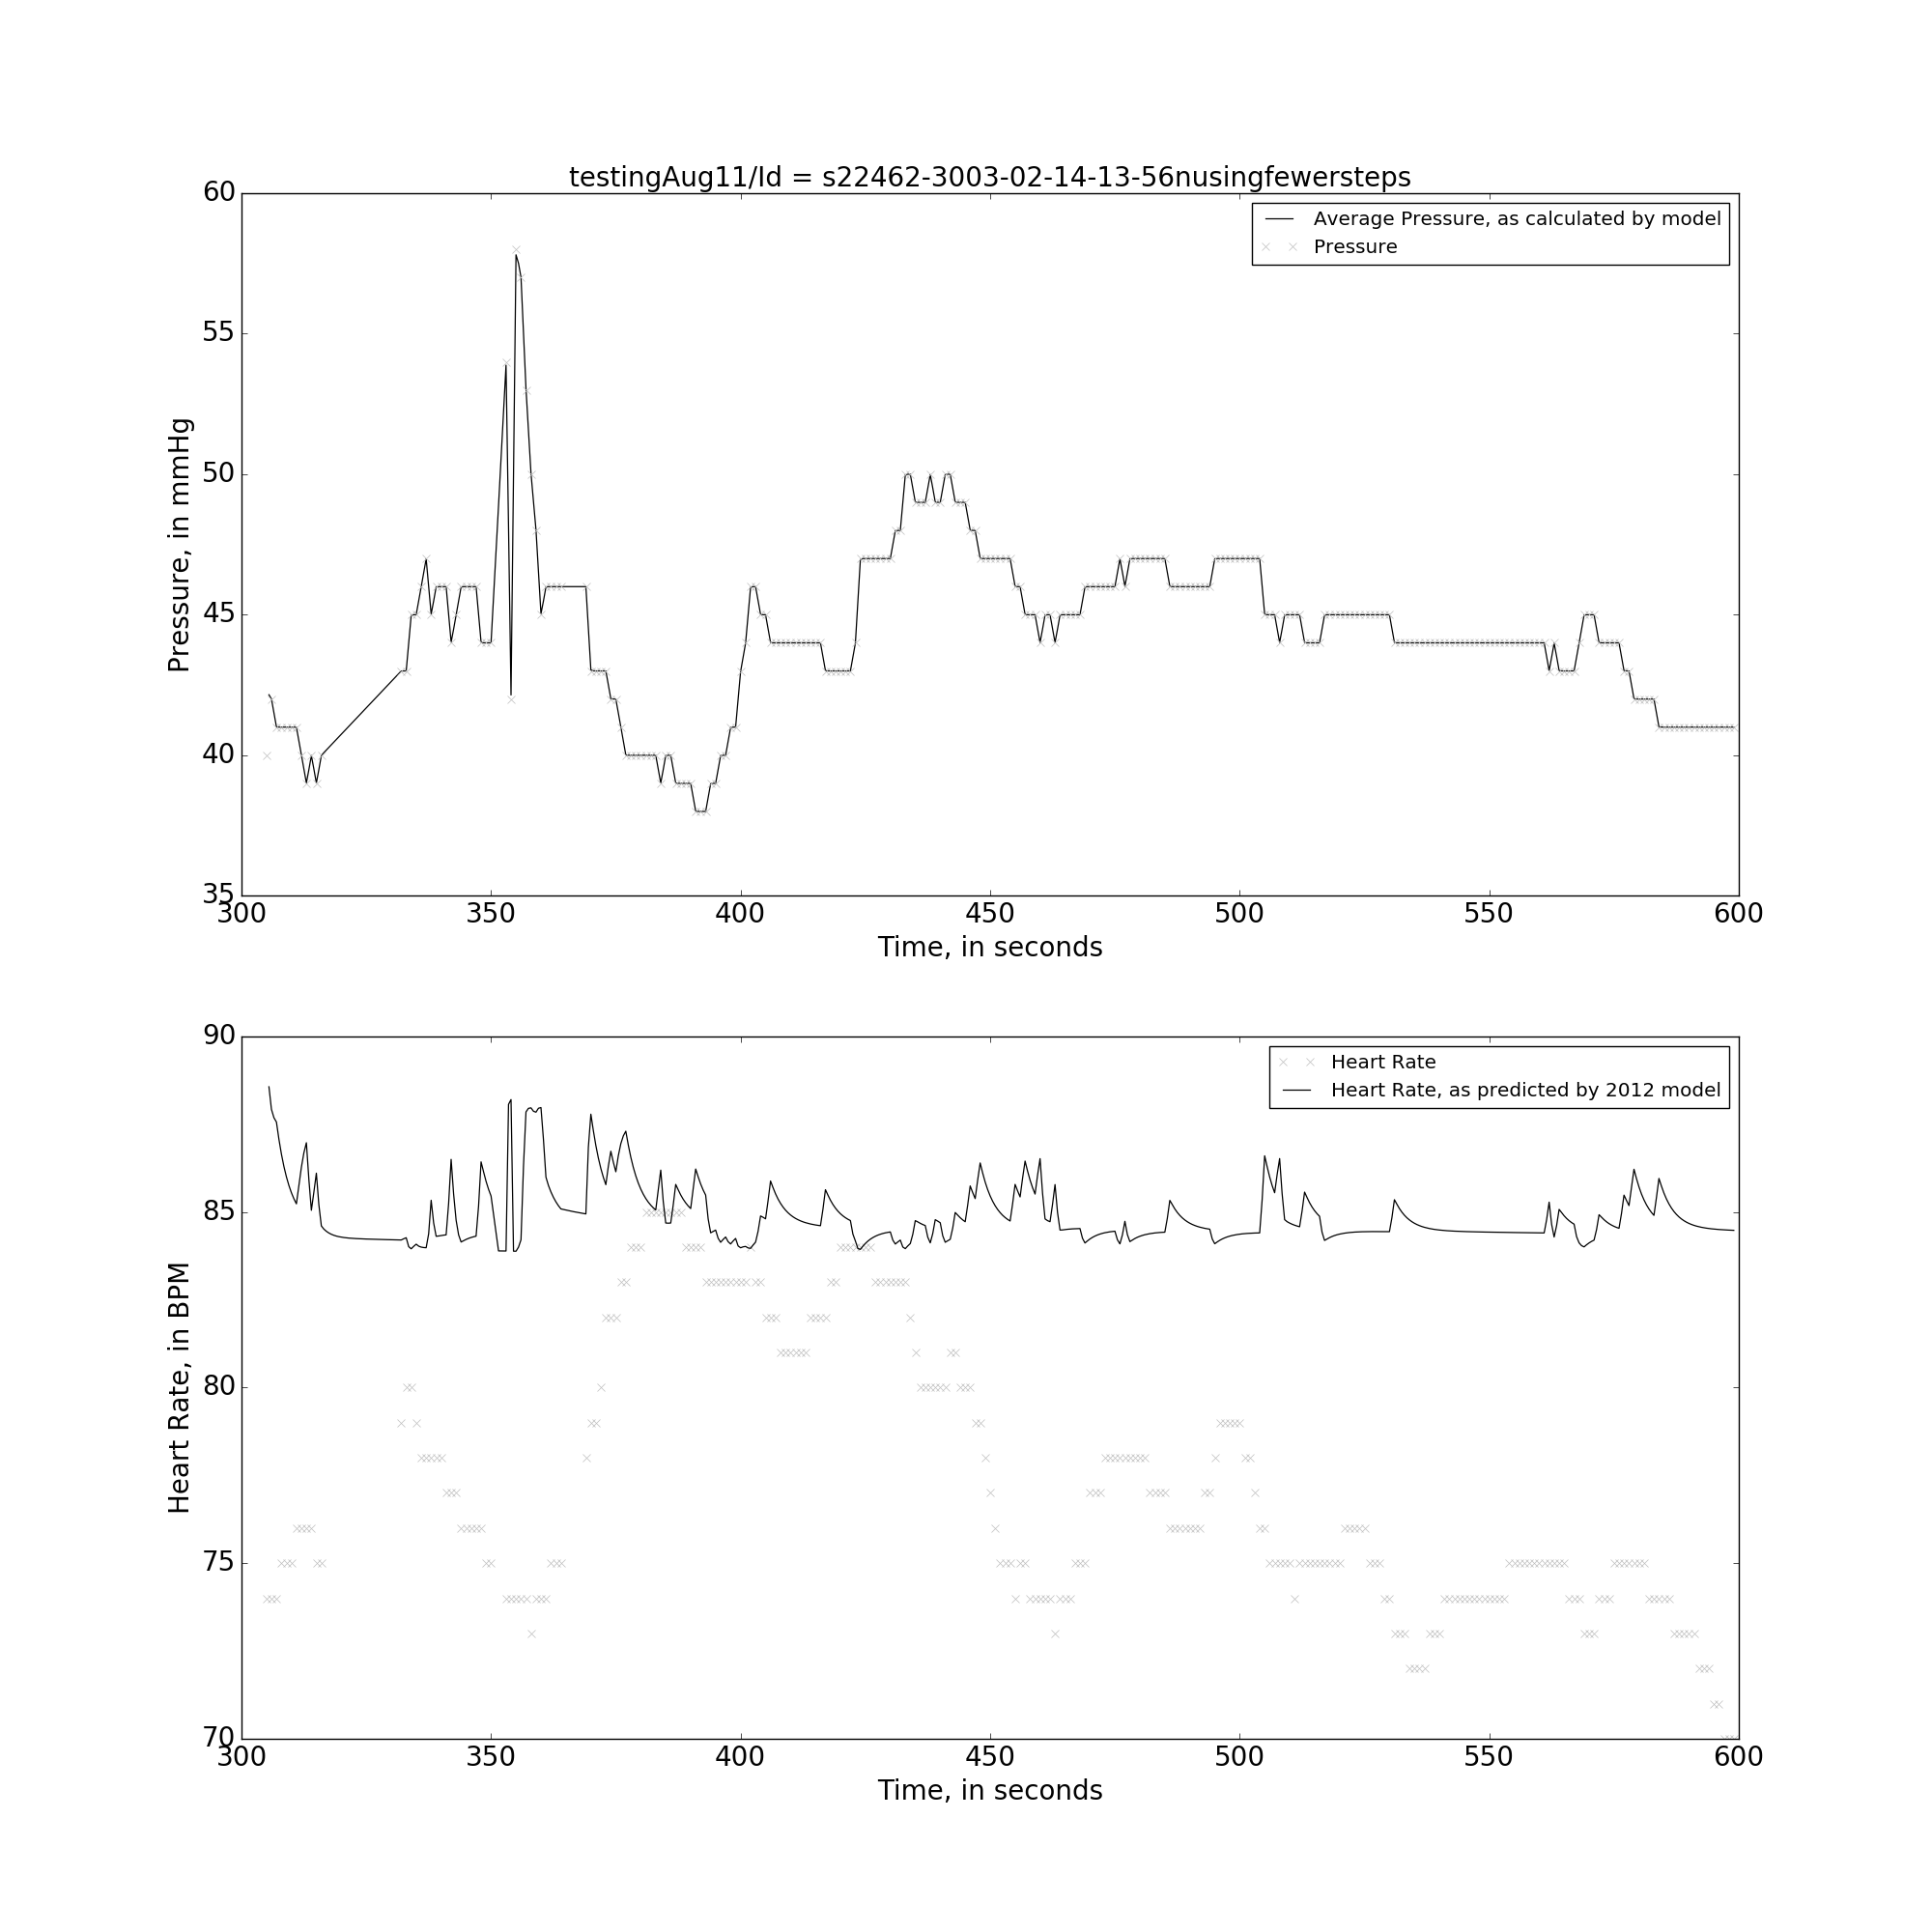 testingAug11/Id = s22462-3003-02-14-13-56nusingfewersteps
Average Pressure, as calculated by model
Pressure
Pressure, in mmHg
60
55
50
45
40
35
300 350 400 450 500 550 600
Time, in seconds
Heart Rate
Heart Rate, as predicted by 2012 model
Heart Rate, in BPM
90
85
80
75
70
300 350 400 450 500 550 600
Time, in seconds